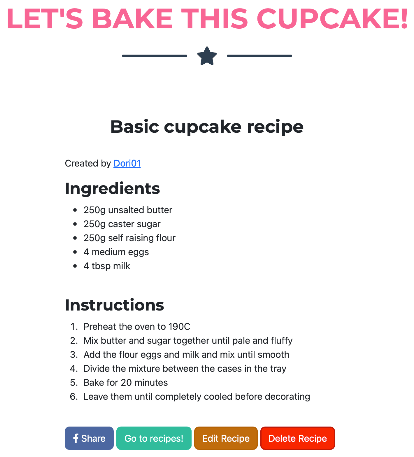 LET'S BAKE THIS CUPCAKE!
Basic cupcake recipe
Created by Dori01
Ingredients
• 250g unsalted butter
• 250g caster sugar
• 250g self raising flour
• 4 medium eggs
• 4 tbsp milk
Instructions
1. Preheat the oven to 190C
2. Mix butter and sugar together until pale and fluffy
3. Add the flour eggs and milk and mix until smooth
4. Divide the mixture between the cases in the tray
5. Bake for 20 minutes
6. Leave them until completely cooled before decorating
Share Go to recipes! Edit Recipe Delete Recipe